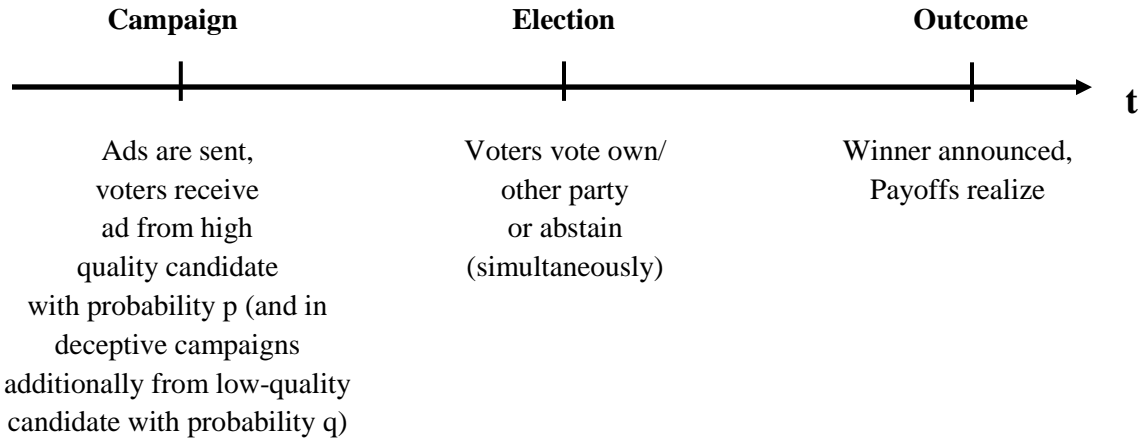 Campaign
Election
Outcome
t
Ads are sent,
voters receive
ad from high
quality candidate
with probability p (and in
deceptive campaigns
additionally from low-quality
candidate with probability q)
Voters vote own/
other party
or abstain
(simultaneously)
Winner announced,
Payoffs realize